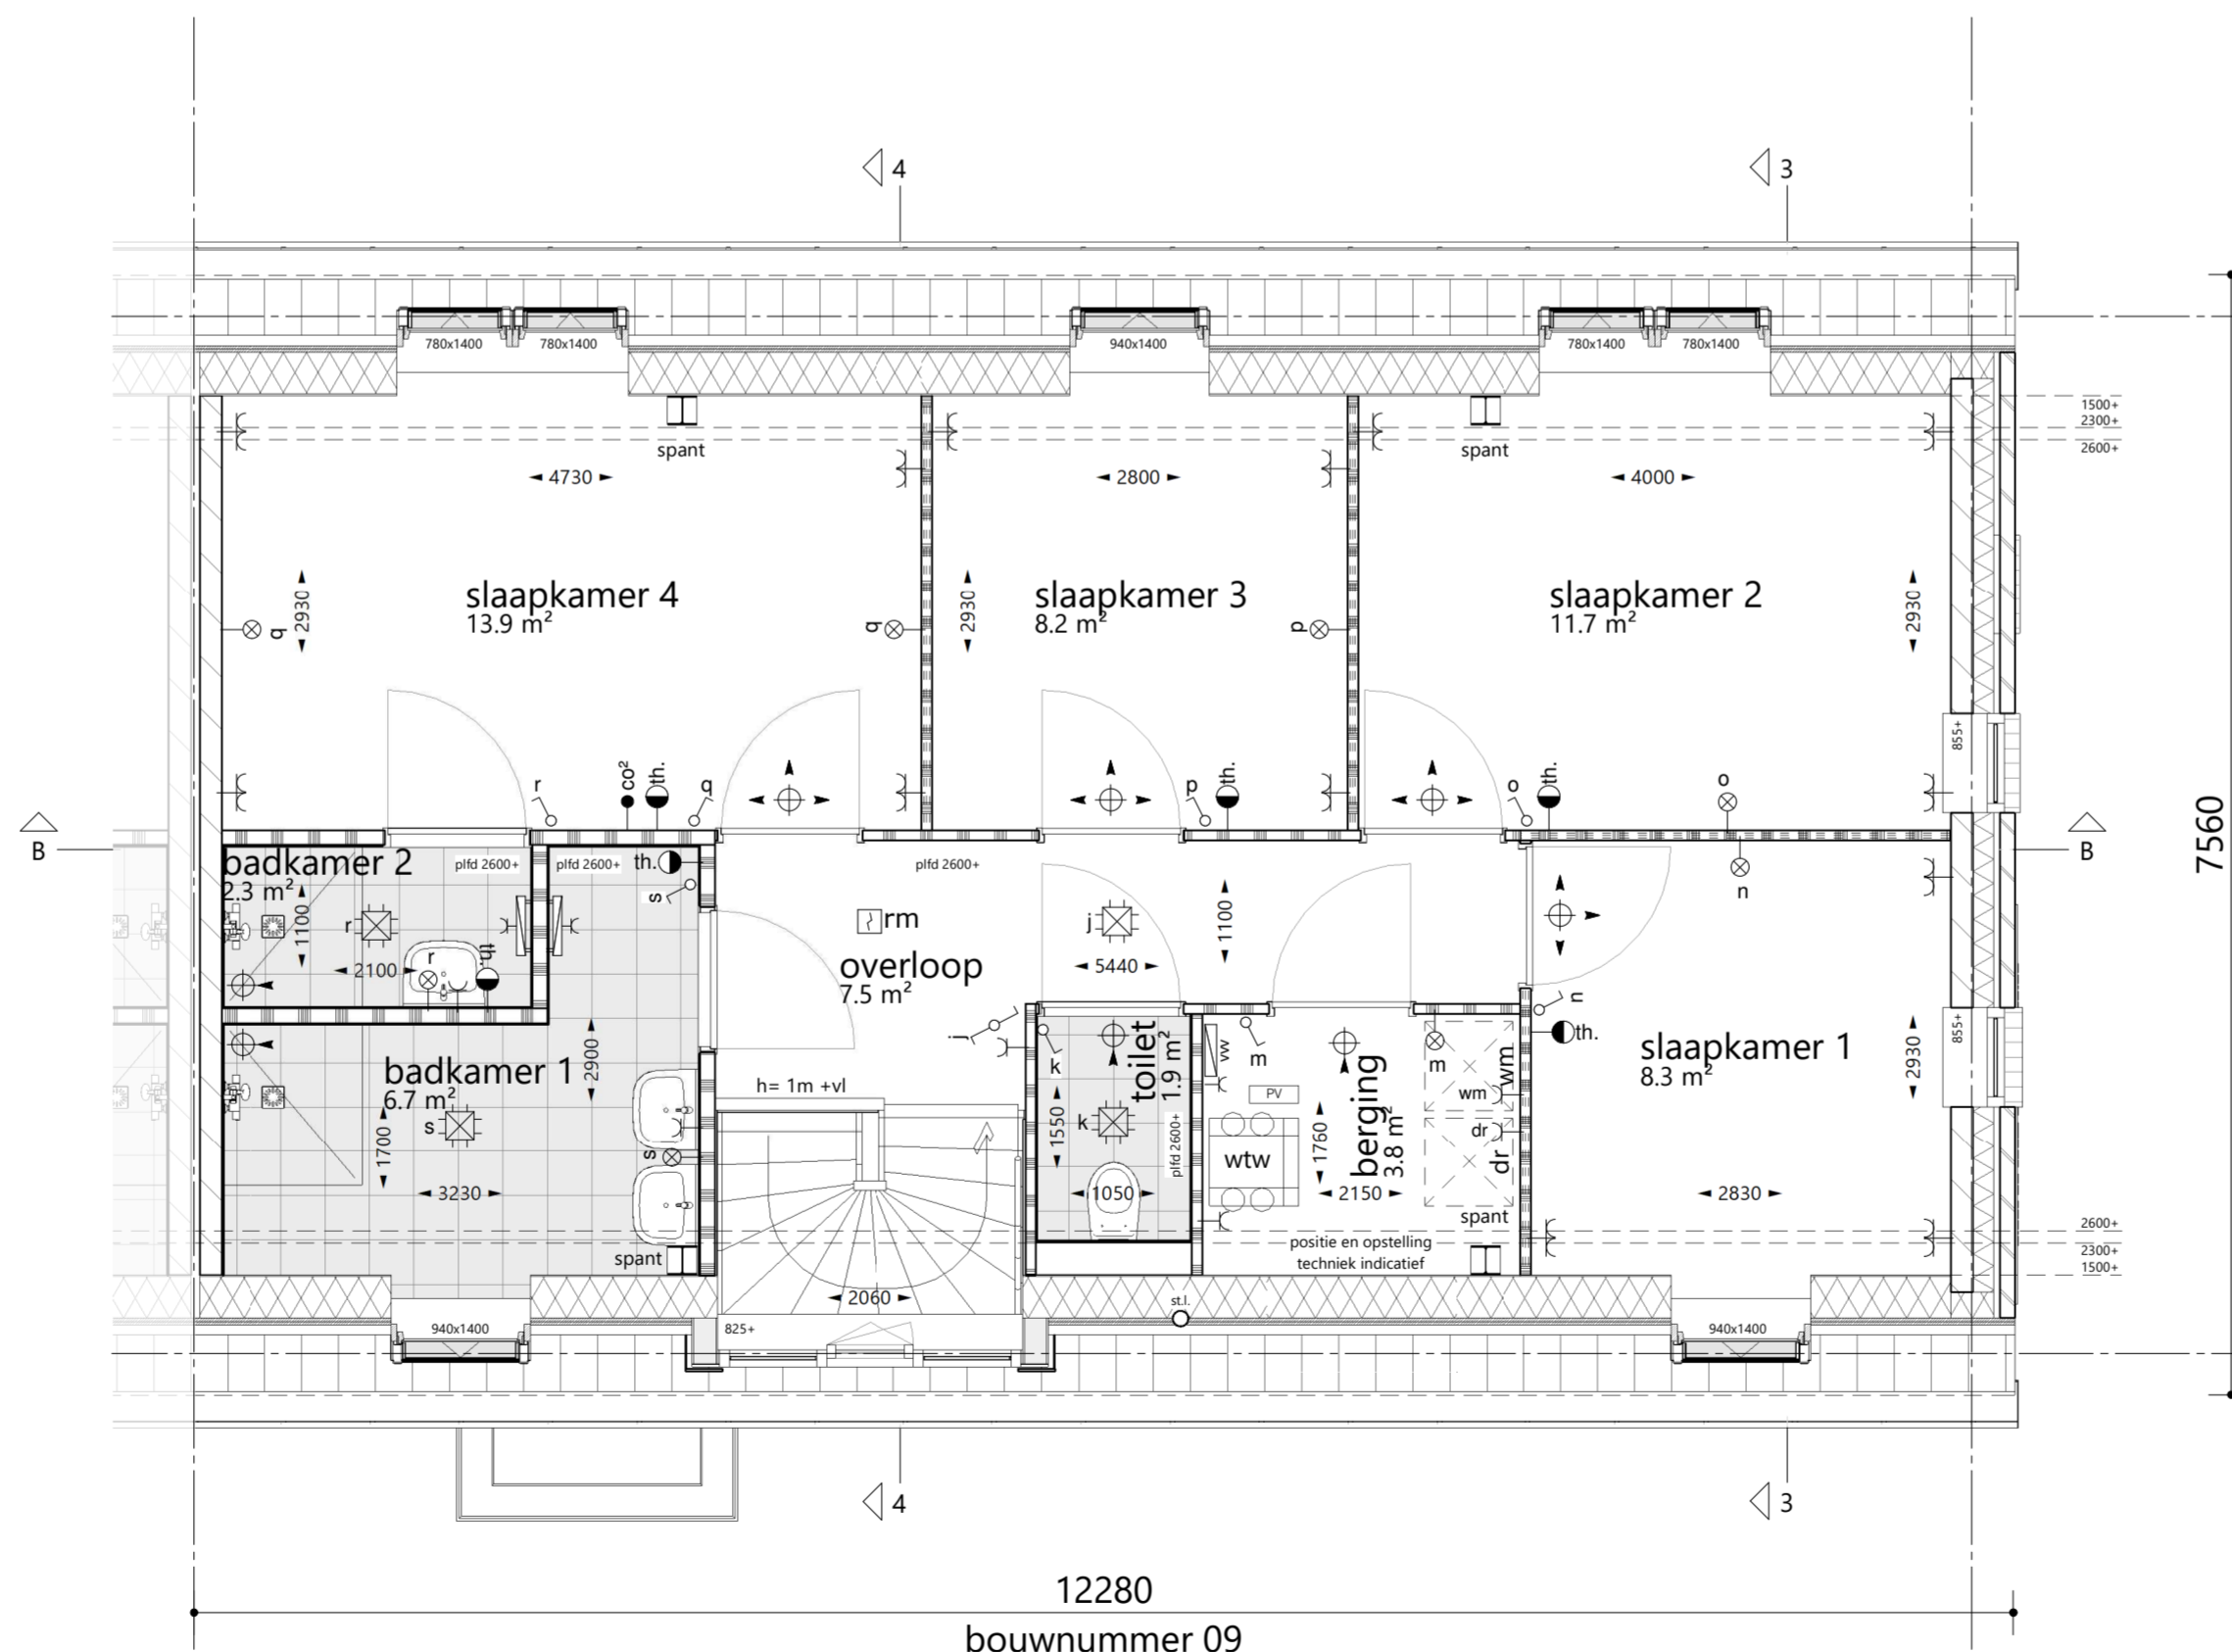 4
3
780x1400
780x1400
940x1400
780x1400
780x1400
1500+
2300+
2600+
spant
spant
4730
2800
4000
slaapkamer 4
13.9 m²
2930
slaapkamer 3
8.2 m²
2930
slaapkamer 2
11.7 m²
2930
q
q
p
855+
r
co²
th.
q
p
th.
o
th.
o
B
B
7560
badkamer 2
2.3 m²
plfd 2600+
plfd 2600+
th.
plfd 2600+
s
n
1100
r
2100
r
th.
rm
j
1100
5440
overloop
7.5 m²
n
th.
j
k
toilet
1.9 m²
vv
m
m
wm
855+
slaapkamer 1
8.3 m²
2930
badkamer 1
6.7 m²
2900
h= 1m +vl
PV
wm
berging
3.8 m²
1550
k
plfd 2600+
1760
dr
dr
s
1700
s
wtw
3230
1050
2150
2830
spant
spant
positie en opstelling
techniek indicatief
2600+
2300+
1500+
2060
st.l.
940x1400
825+
940x1400
4
3
12280
bouwnummer 09